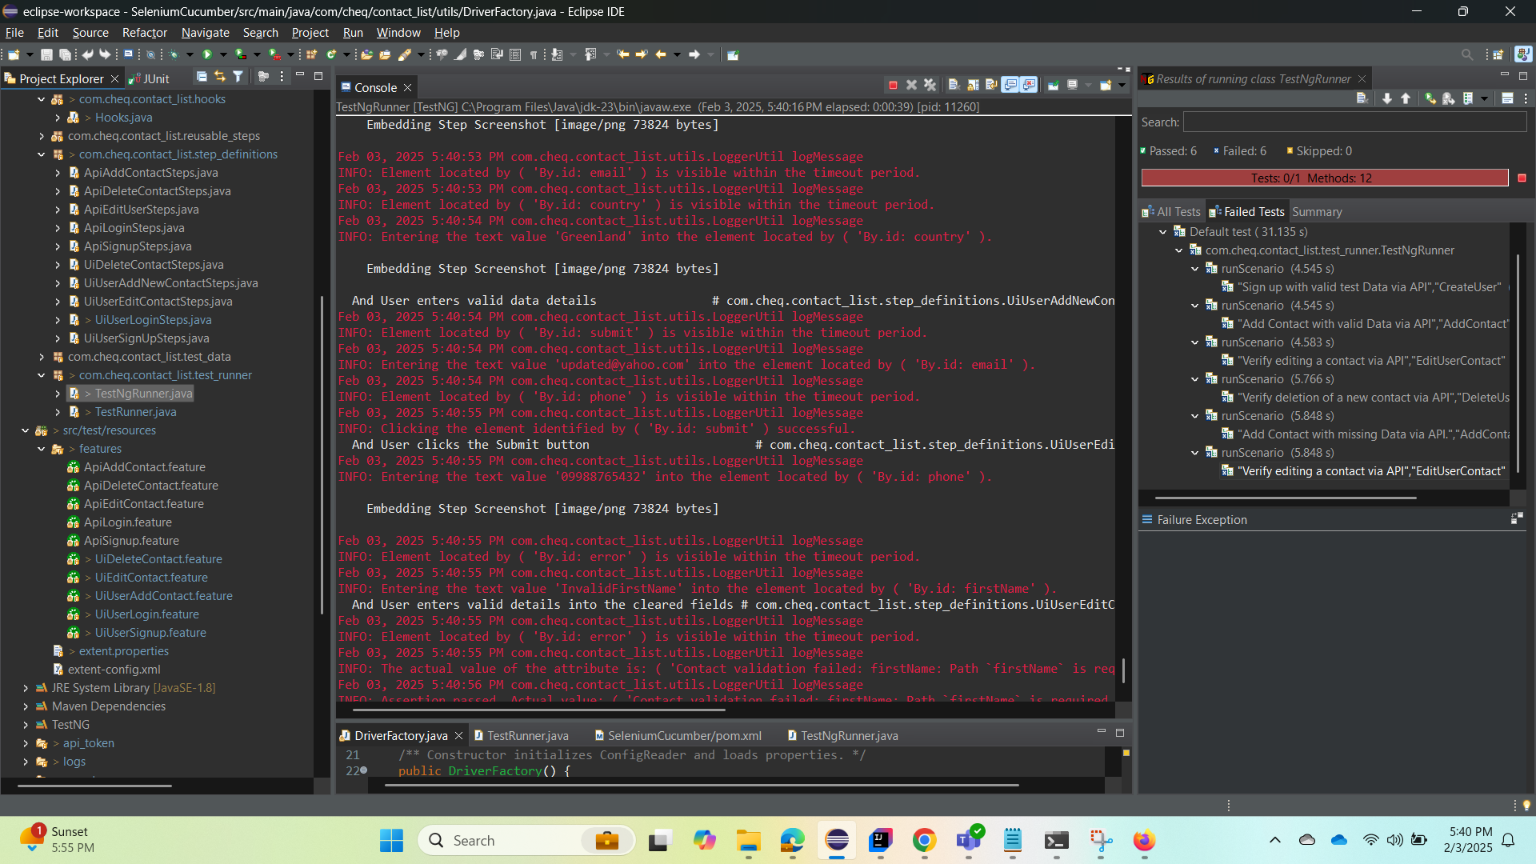 eclipse-workspace - SeleniumCucumber/src/main/java/com/cheq/contact_list/utils/DriverFactory.java - Eclipse IDE
File Edit Source Refactor Navigate Search Project Run Window Help
Project Explorer
JUnit
> com.cheq.contact_list.hooks
> Hooks.java
com.cheq.contact_list.reusable_steps
> com.cheq.contact_list.step_definitions
ApiAddContactSteps.java
ApiDeleteContactSteps.java
ApiEditUserSteps.java
ApiLoginSteps.java
ApiSignupSteps.java
UiDeleteContactSteps.java
UiUserAddNewContactSteps.java
UiUserEditContactSteps.java
> UiUserLoginSteps.java
UiUserSignUpSteps.java
com.cheq.contact_list.test_data
> com.cheq.contact_list.test_runner
> TestNgRunner.java
> TestRunner.java
> src/test/resources
> features
ApiAddContact.feature
ApiDeleteContact.feature
ApiEditContact.feature
ApiLogin.feature
ApiSignup.feature
> UiDeleteContact.feature
> UiEditContact.feature
> UiUserAddContact.feature
> UiUserLogin.feature
> UiUserSignup.feature
> extent.properties
extent-config.xml
JRE System Library [JavaSE-1.8]
Maven Dependencies
TestNG
> api_token
> logs
Console
TestNgRunner [TestNG] C:\Program Files\Java\jdk-23\bin\javaw.exe (Feb 3, 2025, 5:40:16 PM elapsed: 0:00:39) [pid: 11260]
Embedding Step Screenshot [image/png 73824 bytes]
Feb 03, 2025 5:40:53 PM com.cheq.contact_list.utils.LoggerUtil logMessage
INFO: Element located by ( 'By.id: email' ) is visible within the timeout period.
Feb 03, 2025 5:40:53 PM com.cheq.contact_list.utils.LoggerUtil logMessage
INFO: Element located by ( 'By.id: country' ) is visible within the timeout period.
Feb 03, 2025 5:40:54 PM com.cheq.contact_list.utils.LoggerUtil logMessage
INFO: Entering the text value 'Greenland' into the element located by ( 'By.id: country' ).
Embedding Step Screenshot [image/png 73824 bytes]
And User enters valid data details # com.cheq.contact_list.step_definitions.UiUserAddNewCon
Feb 03, 2025 5:40:54 PM com.cheq.contact_list.utils.LoggerUtil logMessage
INFO: Element located by ( 'By.id: submit' ) is visible within the timeout period.
Feb 03, 2025 5:40:54 PM com.cheq.contact_list.utils.LoggerUtil logMessage
INFO: Entering the text value 'updated@yahoo.com' into the element located by ( 'By.id: email' ).
Feb 03, 2025 5:40:54 PM com.cheq.contact_list.utils.LoggerUtil logMessage
INFO: Element located by ( 'By.id: phone' ) is visible within the timeout period.
Feb 03, 2025 5:40:55 PM com.cheq.contact_list.utils.LoggerUtil logMessage
INFO: Clicking the element identified by ( 'By.id: submit' ) successful.
And User clicks the Submit button # com.cheq.contact_list.step_definitions.UiUserEdi
Feb 03, 2025 5:40:55 PM com.cheq.contact_list.utils.LoggerUtil logMessage
INFO: Entering the text value '09988765432' into the element located by ( 'By.id: phone' ).
Embedding Step Screenshot [image/png 73824 bytes]
Feb 03, 2025 5:40:55 PM com.cheq.contact_list.utils.LoggerUtil logMessage
INFO: Element located by ( 'By.id: error' ) is visible within the timeout period.
Feb 03, 2025 5:40:55 PM com.cheq.contact_list.utils.LoggerUtil logMessage
INFO: Entering the text value 'InvalidFirstName' into the element located by ( 'By.id: firstName' ).
And User enters valid details into the cleared fields # com.cheq.contact_list.step_definitions.UiUserEditC
Feb 03, 2025 5:40:55 PM com.cheq.contact_list.utils.LoggerUtil logMessage
INFO: Element located by ( 'By.id: error' ) is visible within the timeout period.
Feb 03, 2025 5:40:55 PM com.cheq.contact_list.utils.LoggerUtil logMessage
INFO: The actual value of the attribute is: ( 'Contact validation failed: firstName: Path `firstName` is req
Feb 03, 2025 5:40:56 PM com.cheq.contact_list.utils.LoggerUtil logMessage
INFO: Assertion passed. Actual value: ( 'Contact validation failed: firstName: Path `firstName` is required
DriverFactory.java
TestRunner.java
SeleniumCucumber/pom.xml
TestNgRunner.java
21 /** Constructor initializes ConfigReader and loads properties. */
22 public DriverFactory() {
Results of running class TestNgRunner
Search:
Passed: 6 Failed: 6 Skipped: 0
Tests: 0/1 Methods: 12
All Tests Failed Tests Summary
Default test ( 31.135 s)
com.cheq.contact_list.test_runner.TestNgRunner
runScenario (4.545 s)
"Sign up with valid test Data via API","CreateUser"
runScenario (4.545 s)
"Add Contact with valid Data via API","AddContact"
runScenario (4.583 s)
"Verify editing a contact via API","EditUserContact"
runScenario (5.766 s)
"Verify deletion of a new contact via API","DeleteUs
runScenario (5.848 s)
"Add Contact with missing Data via API.","AddConta
runScenario (5.848 s)
"Verify editing a contact via API","EditUserContact"
Failure Exception
1
Sunset
5:55 PM
Search
5:40 PM
2/3/2025